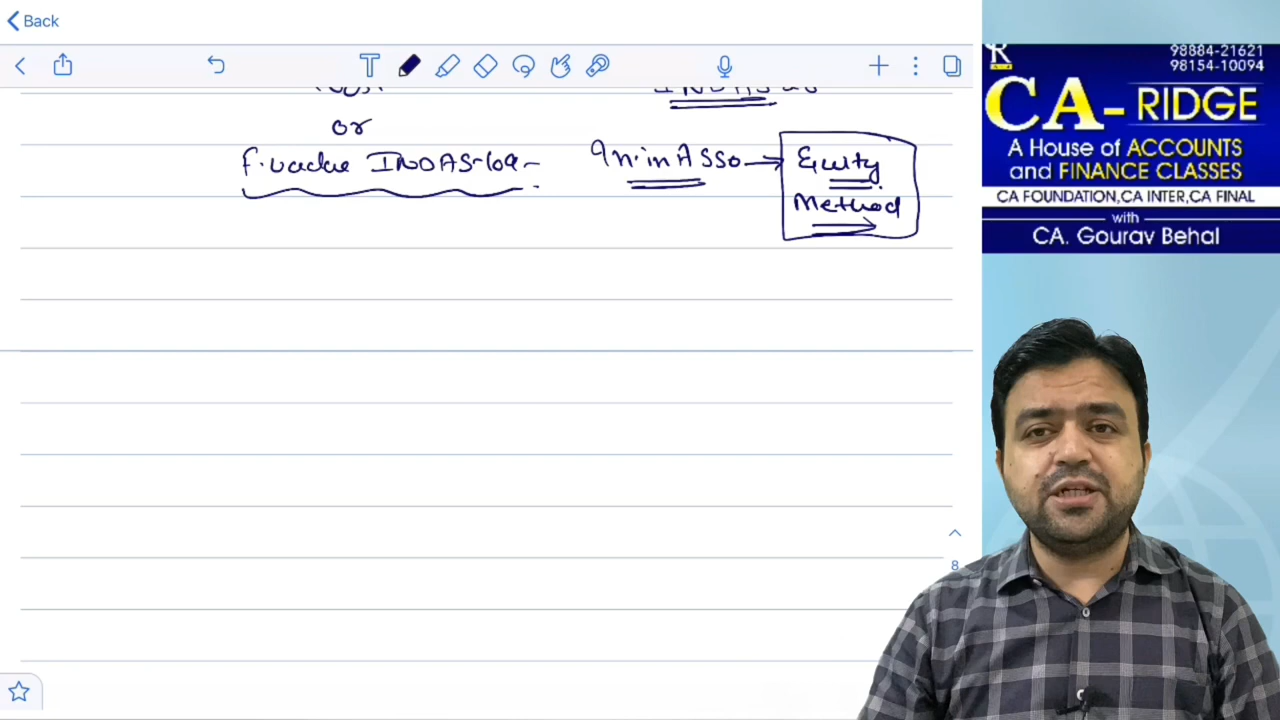 Back
98884-21621
98154-10094
CA-RIDGE
A House of ACCOUNTS
and FINANCE CLASSES
CA FOUNDATION,CA INTER,CA FINAL
with
CA. Gourav Behal
or
f.value INDAS-109
In.in Asso → Equity
Method
8